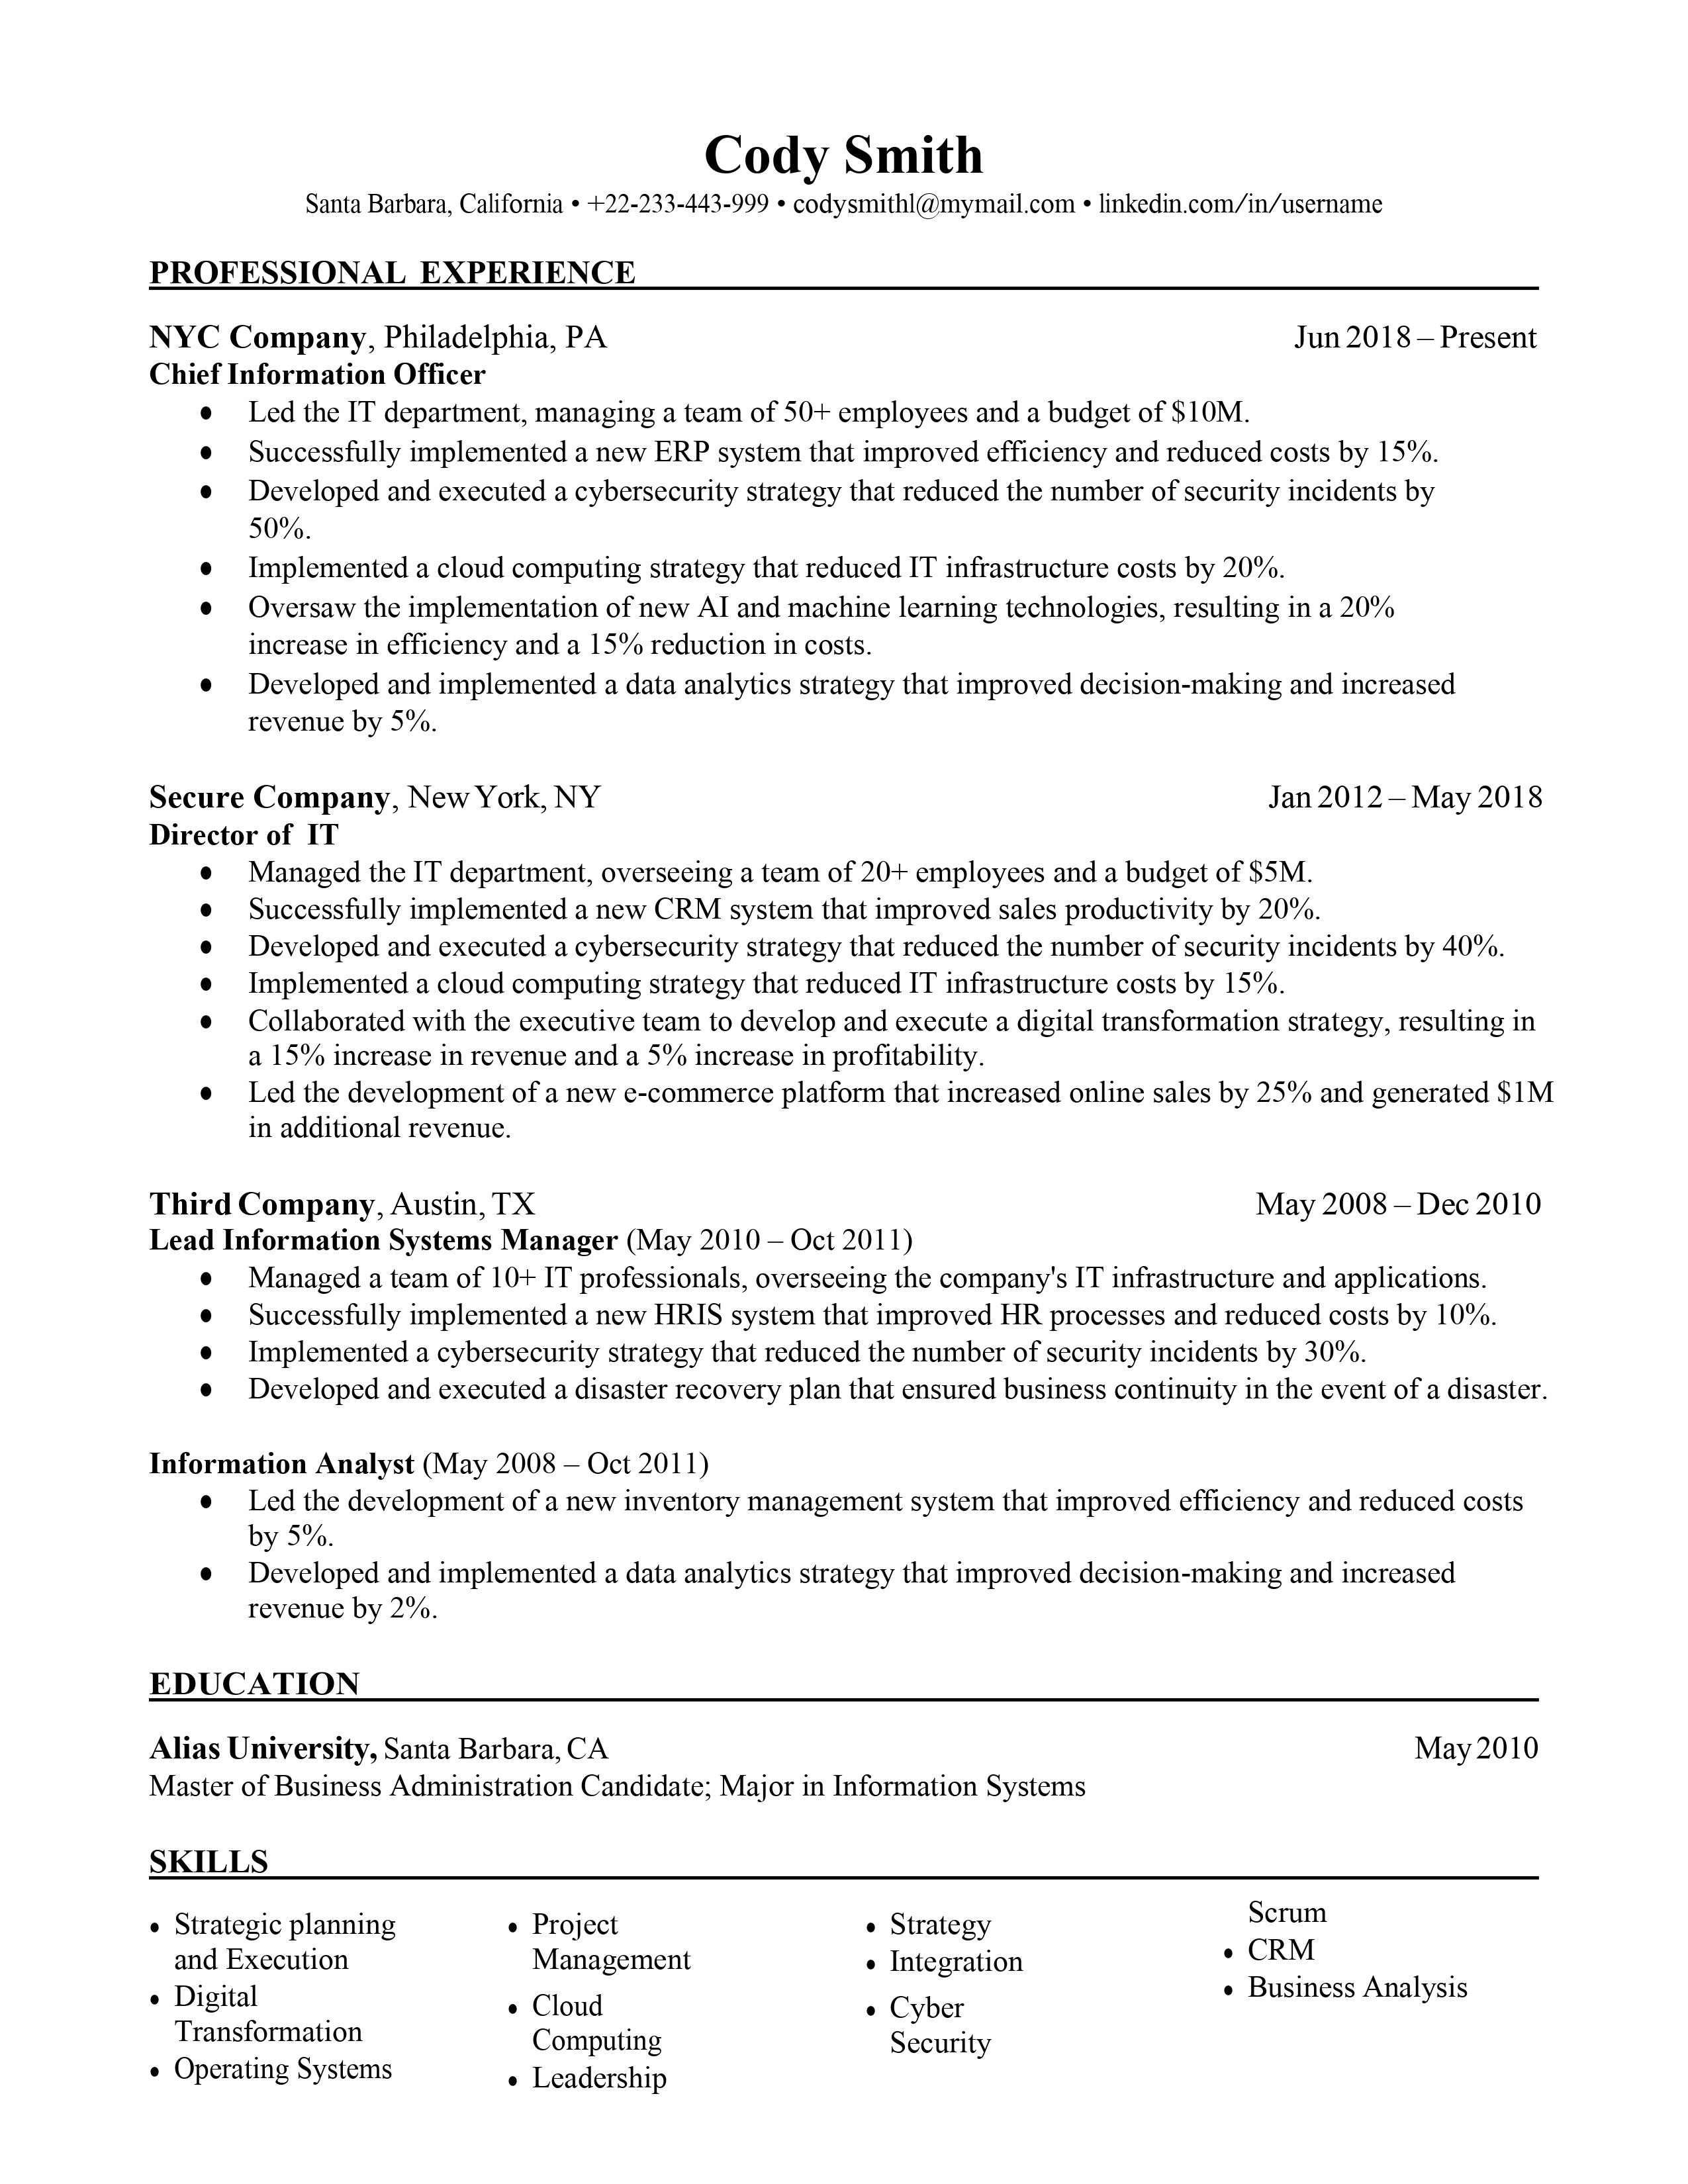 Cody Smith
Santa Barbara, California • +22-233-443-999 • codysmithl@mymail.com • linkedin.com/in/username
PROFESSIONAL EXPERIENCE
NYC Company, Philadelphia, PA Jun 2018 – Present
Chief Information Officer
● Led the IT department, managing a team of 50+ employees and a budget of $10M.
● Successfully implemented a new ERP system that improved efficiency and reduced costs by 15%.
● Developed and executed a cybersecurity strategy that reduced the number of security incidents by
50%.
● Implemented a cloud computing strategy that reduced IT infrastructure costs by 20%.
● Oversaw the implementation of new AI and machine learning technologies, resulting in a 20%
increase in efficiency and a 15% reduction in costs.
● Developed and implemented a data analytics strategy that improved decision-making and increased
revenue by 5%.
Secure Company, New York, NY Jan 2012 – May 2018
Director of IT
● Managed the IT department, overseeing a team of 20+ employees and a budget of $5M.
● Successfully implemented a new CRM system that improved sales productivity by 20%.
● Developed and executed a cybersecurity strategy that reduced the number of security incidents by 40%.
● Implemented a cloud computing strategy that reduced IT infrastructure costs by 15%.
● Collaborated with the executive team to develop and execute a digital transformation strategy, resulting in
a 15% increase in revenue and a 5% increase in profitability.
● Led the development of a new e-commerce platform that increased online sales by 25% and generated $1M
in additional revenue.
Third Company, Austin, TX May 2008 – Dec 2010
Lead Information Systems Manager (May 2010 – Oct 2011)
● Managed a team of 10+ IT professionals, overseeing the company's IT infrastructure and applications.
● Successfully implemented a new HRIS system that improved HR processes and reduced costs by 10%.
● Implemented a cybersecurity strategy that reduced the number of security incidents by 30%.
● Developed and executed a disaster recovery plan that ensured business continuity in the event of a disaster.
Information Analyst (May 2008 – Oct 2011)
● Led the development of a new inventory management system that improved efficiency and reduced costs
by 5%.
● Developed and implemented a data analytics strategy that improved decision-making and increased
revenue by 2%.
EDUCATION
Alias University, Santa Barbara, CA May 2010
Master of Business Administration Candidate; Major in Information Systems
SKILLS
● Strategic planning
and Execution
● Digital
Transformation
● Operating Systems
● Project
Management
● Cloud
Computing
● Leadership
● Strategy
● Integration
● Cyber
Security
Scrum
● CRM
● Business Analysis